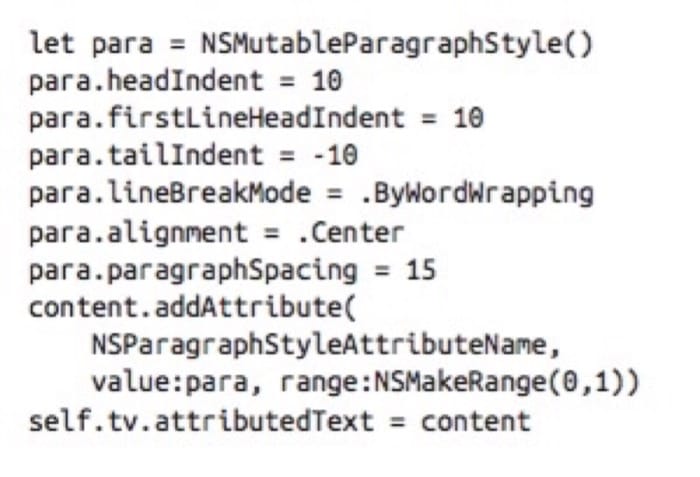 let para = NSMutableParagraphStyle()
para.headIndent = 10
para.firstLineHeadIndent = 10
para.tailIndent = -10
para.lineBreakMode = .ByWordWrapping
para.alignment = .Center
para.paragraphSpacing = 15
content.addAttribute(
    NSParagraphStyleAttributeName,
    value:para, range:NSMakeRange(0,1))
self.tv.attributedText = content